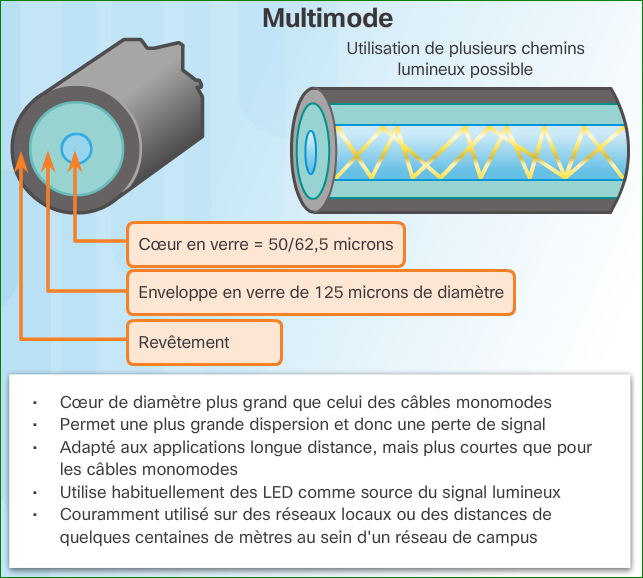 Multimode
Utilisation de plusieurs chemins
lumineux possible
Cœur en verre = 50/62,5 microns
Enveloppe en verre de 125 microns de diamètre
Revêtement
▪ Cœur de diamètre plus grand que celui des câbles monomodes
▪ Permet une plus grande dispersion et donc une perte de signal
▪ Adapté aux applications longue distance, mais plus courtes que pour
les câbles monomodes
▪ Utilise habituellement des LED comme source du signal lumineux
▪ Couramment utilisé sur des réseaux locaux ou des distances de
quelques centaines de mètres au sein d'un réseau de campus